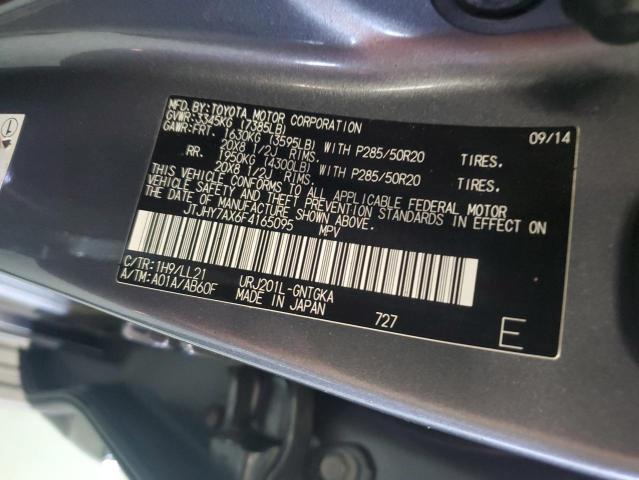 MFD. BY: TOYOTA MOTOR CORPORATION 09/14
GVWR: 3345KG (7385LB)
GAWR: FRT. 1630KG (3595LB) WITH P285/50R20 TIRES.
20X8 1/2J RIMS.
RR. 1950KG (4300LB) WITH P285/50R20 TIRES.
20X8 1/2J RIMS.
THIS VEHICLE CONFORMS TO ALL APPLICABLE FEDERAL MOTOR
VEHICLE SAFETY AND THEFT PREVENTION STANDARDS IN EFFECT ON
THE DATE OF MANUFACTURE SHOWN ABOVE.
JTJHY7AX6F4165095 MPV
C/TR: 1H9/LL21 URJ201L-GNTGKA
A/TM: A01A/AB60F MADE IN JAPAN 727 E
1